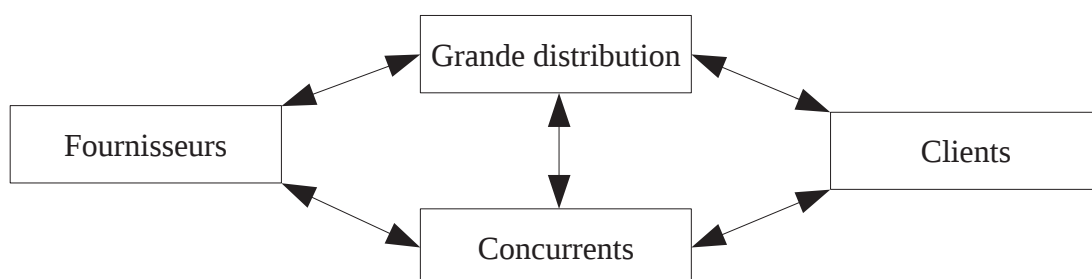 Grande distribution
Fournisseurs
Clients
Concurrents